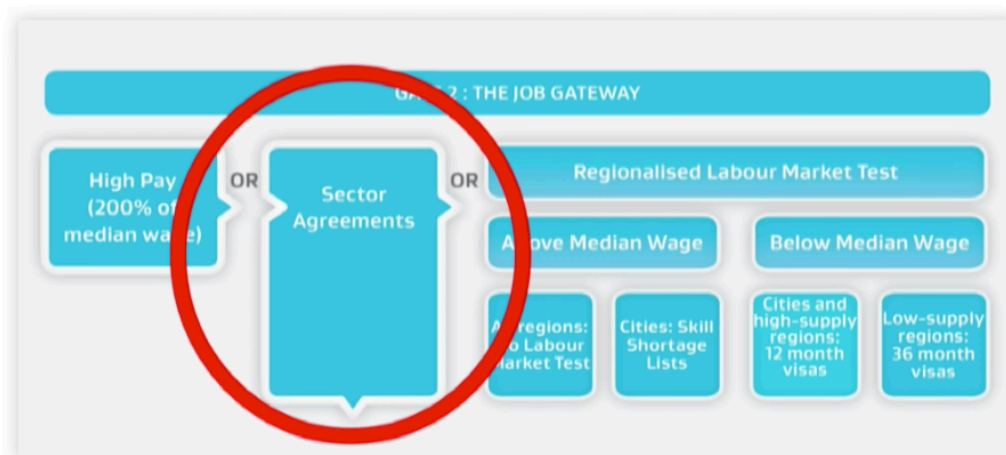 GATE 2 : THE JOB GATEWAY
High Pay
(200% of
median wage)
OR
Sector
Agreements
OR
Regionalised Labour Market Test
Above Median Wage
Below Median Wage
regions:
Labour
Market Test
Cities: Skill
Shortage
Lists
Cities and
high-supply
regions:
12 month
visas
Low-supply
regions:
36 month
visas